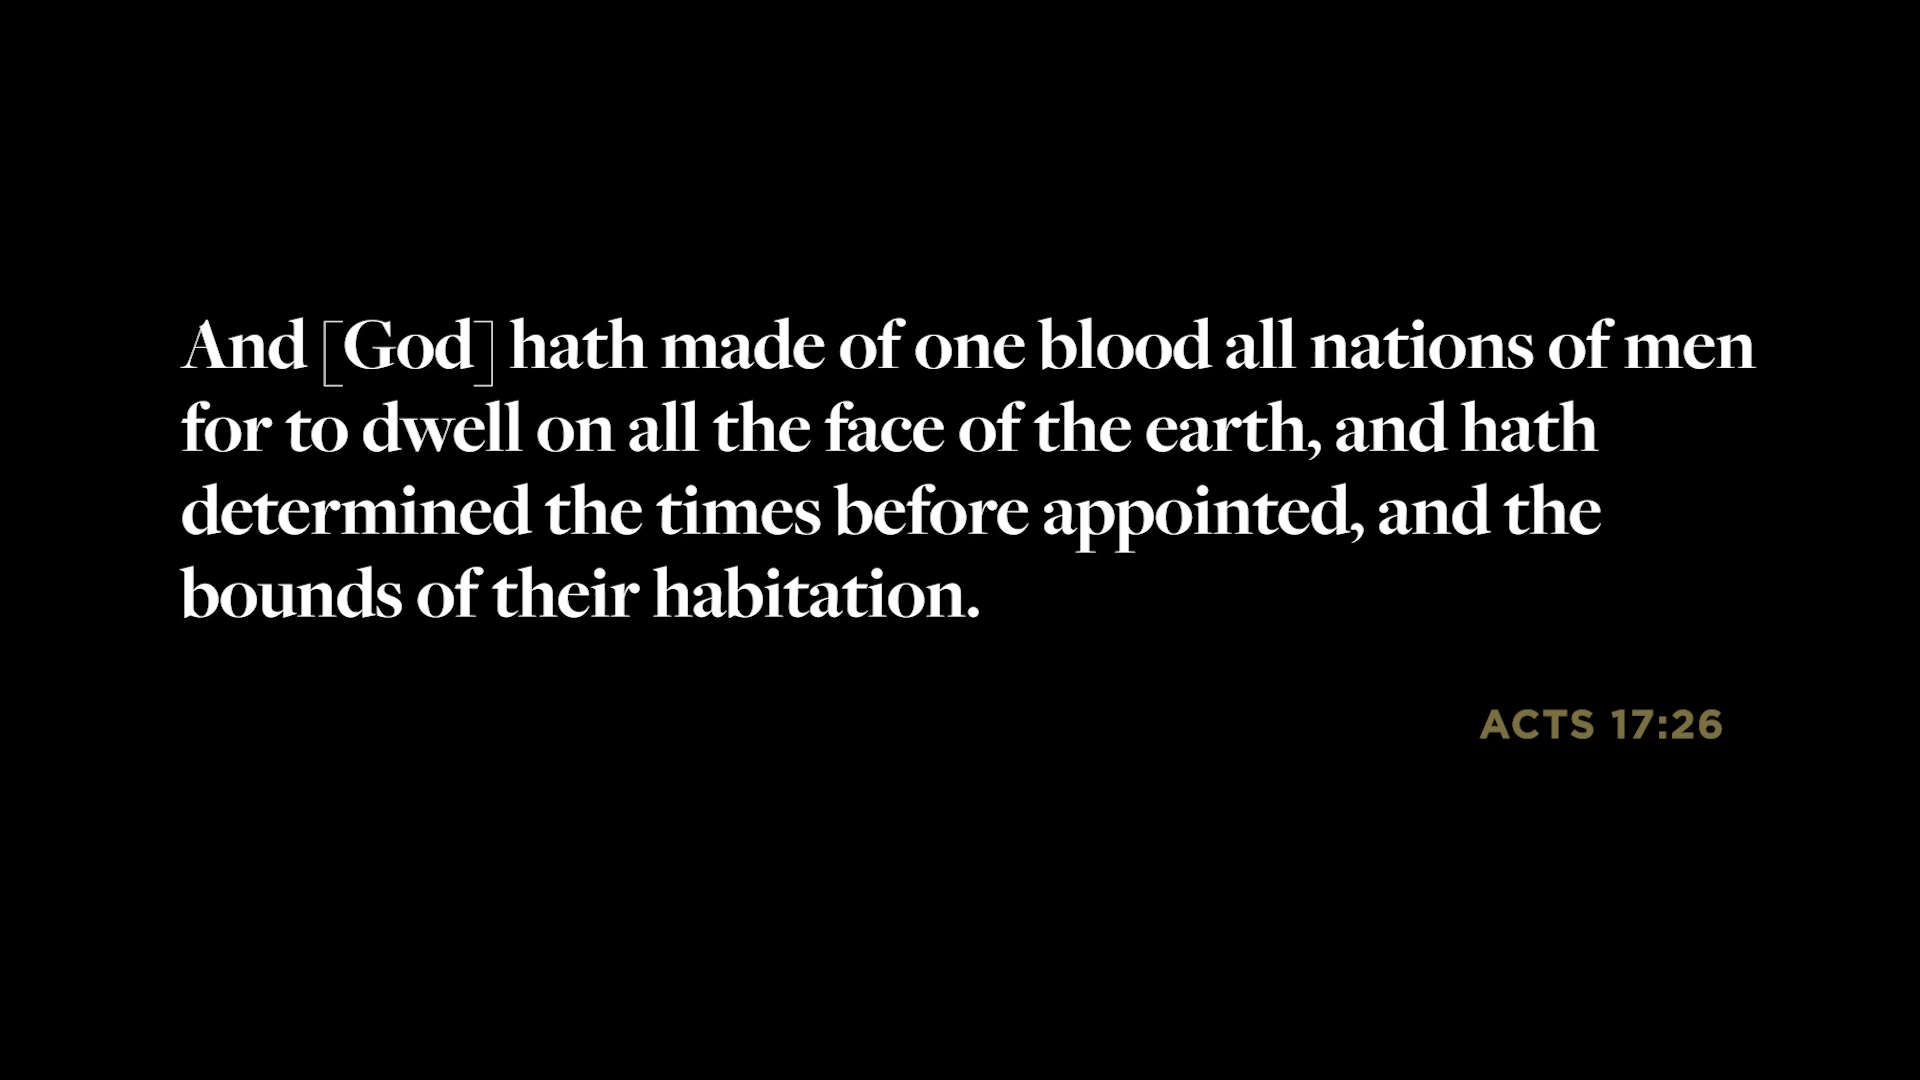 And [God] hath made of one blood all nations of men
for to dwell on all the face of the earth, and hath
determined the times before appointed, and the
bounds of their habitation.
ACTS 17:26